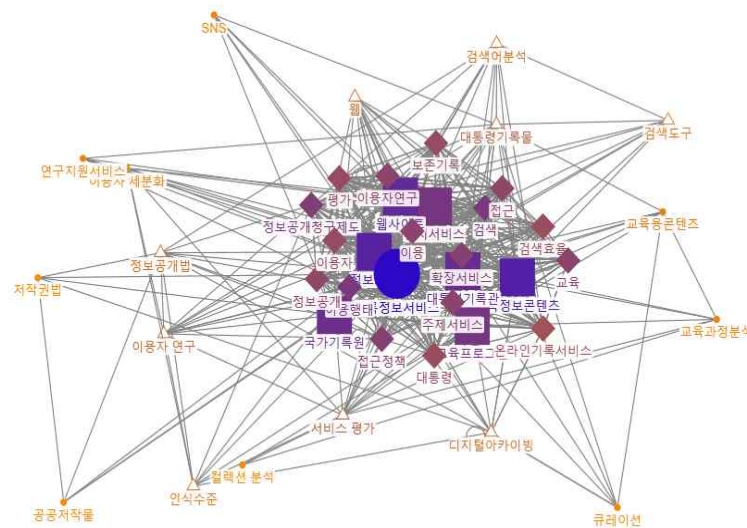 SNS
검색어분석
웹
대통령기록물
검색도구
보존기록
연구지원서비스
이용자 세분화
평가
이용자연구
접근
웹사이트
정보공개청구제도
서비스
검색
교육용콘텐즈
검색효율
이용자
이용
정보공개법
확장서비스
교육
저작권법
정보공개
정보콘텐즈
이용행태
정보서비스
주제서비스
교육과정분석
이용자 연구
국가기록원
접근정책
온라인기록서비스
대통령
서비스 평가
디지털아카이빙
컬렉션 분석
인식수준
공공저작물
큐레이션